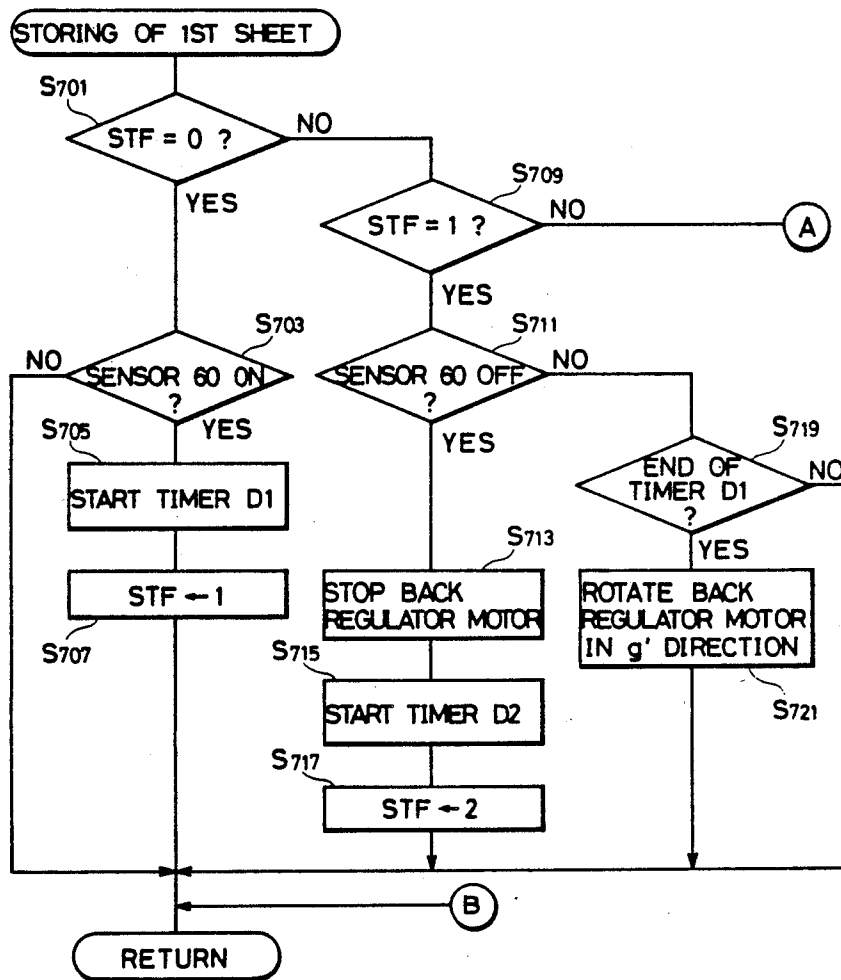 STORING OF 1ST SHEET
S701
STF = 0 ?
NO
YES
S709
STF = 1 ?
NO
A
YES
S703
NO
SENSOR 60 ON
?
YES
S711
SENSOR 60 OFF
?
NO
YES
S705
START TIMER D1
S719
END OF
TIMER D1
?
NO
YES
STF ← 1
S707
S713
STOP BACK
REGULATOR MOTOR
ROTATE BACK
REGULATOR MOTOR
IN g' DIRECTION
S721
S715
START TIMER D2
S717
STF ← 2
B
RETURN